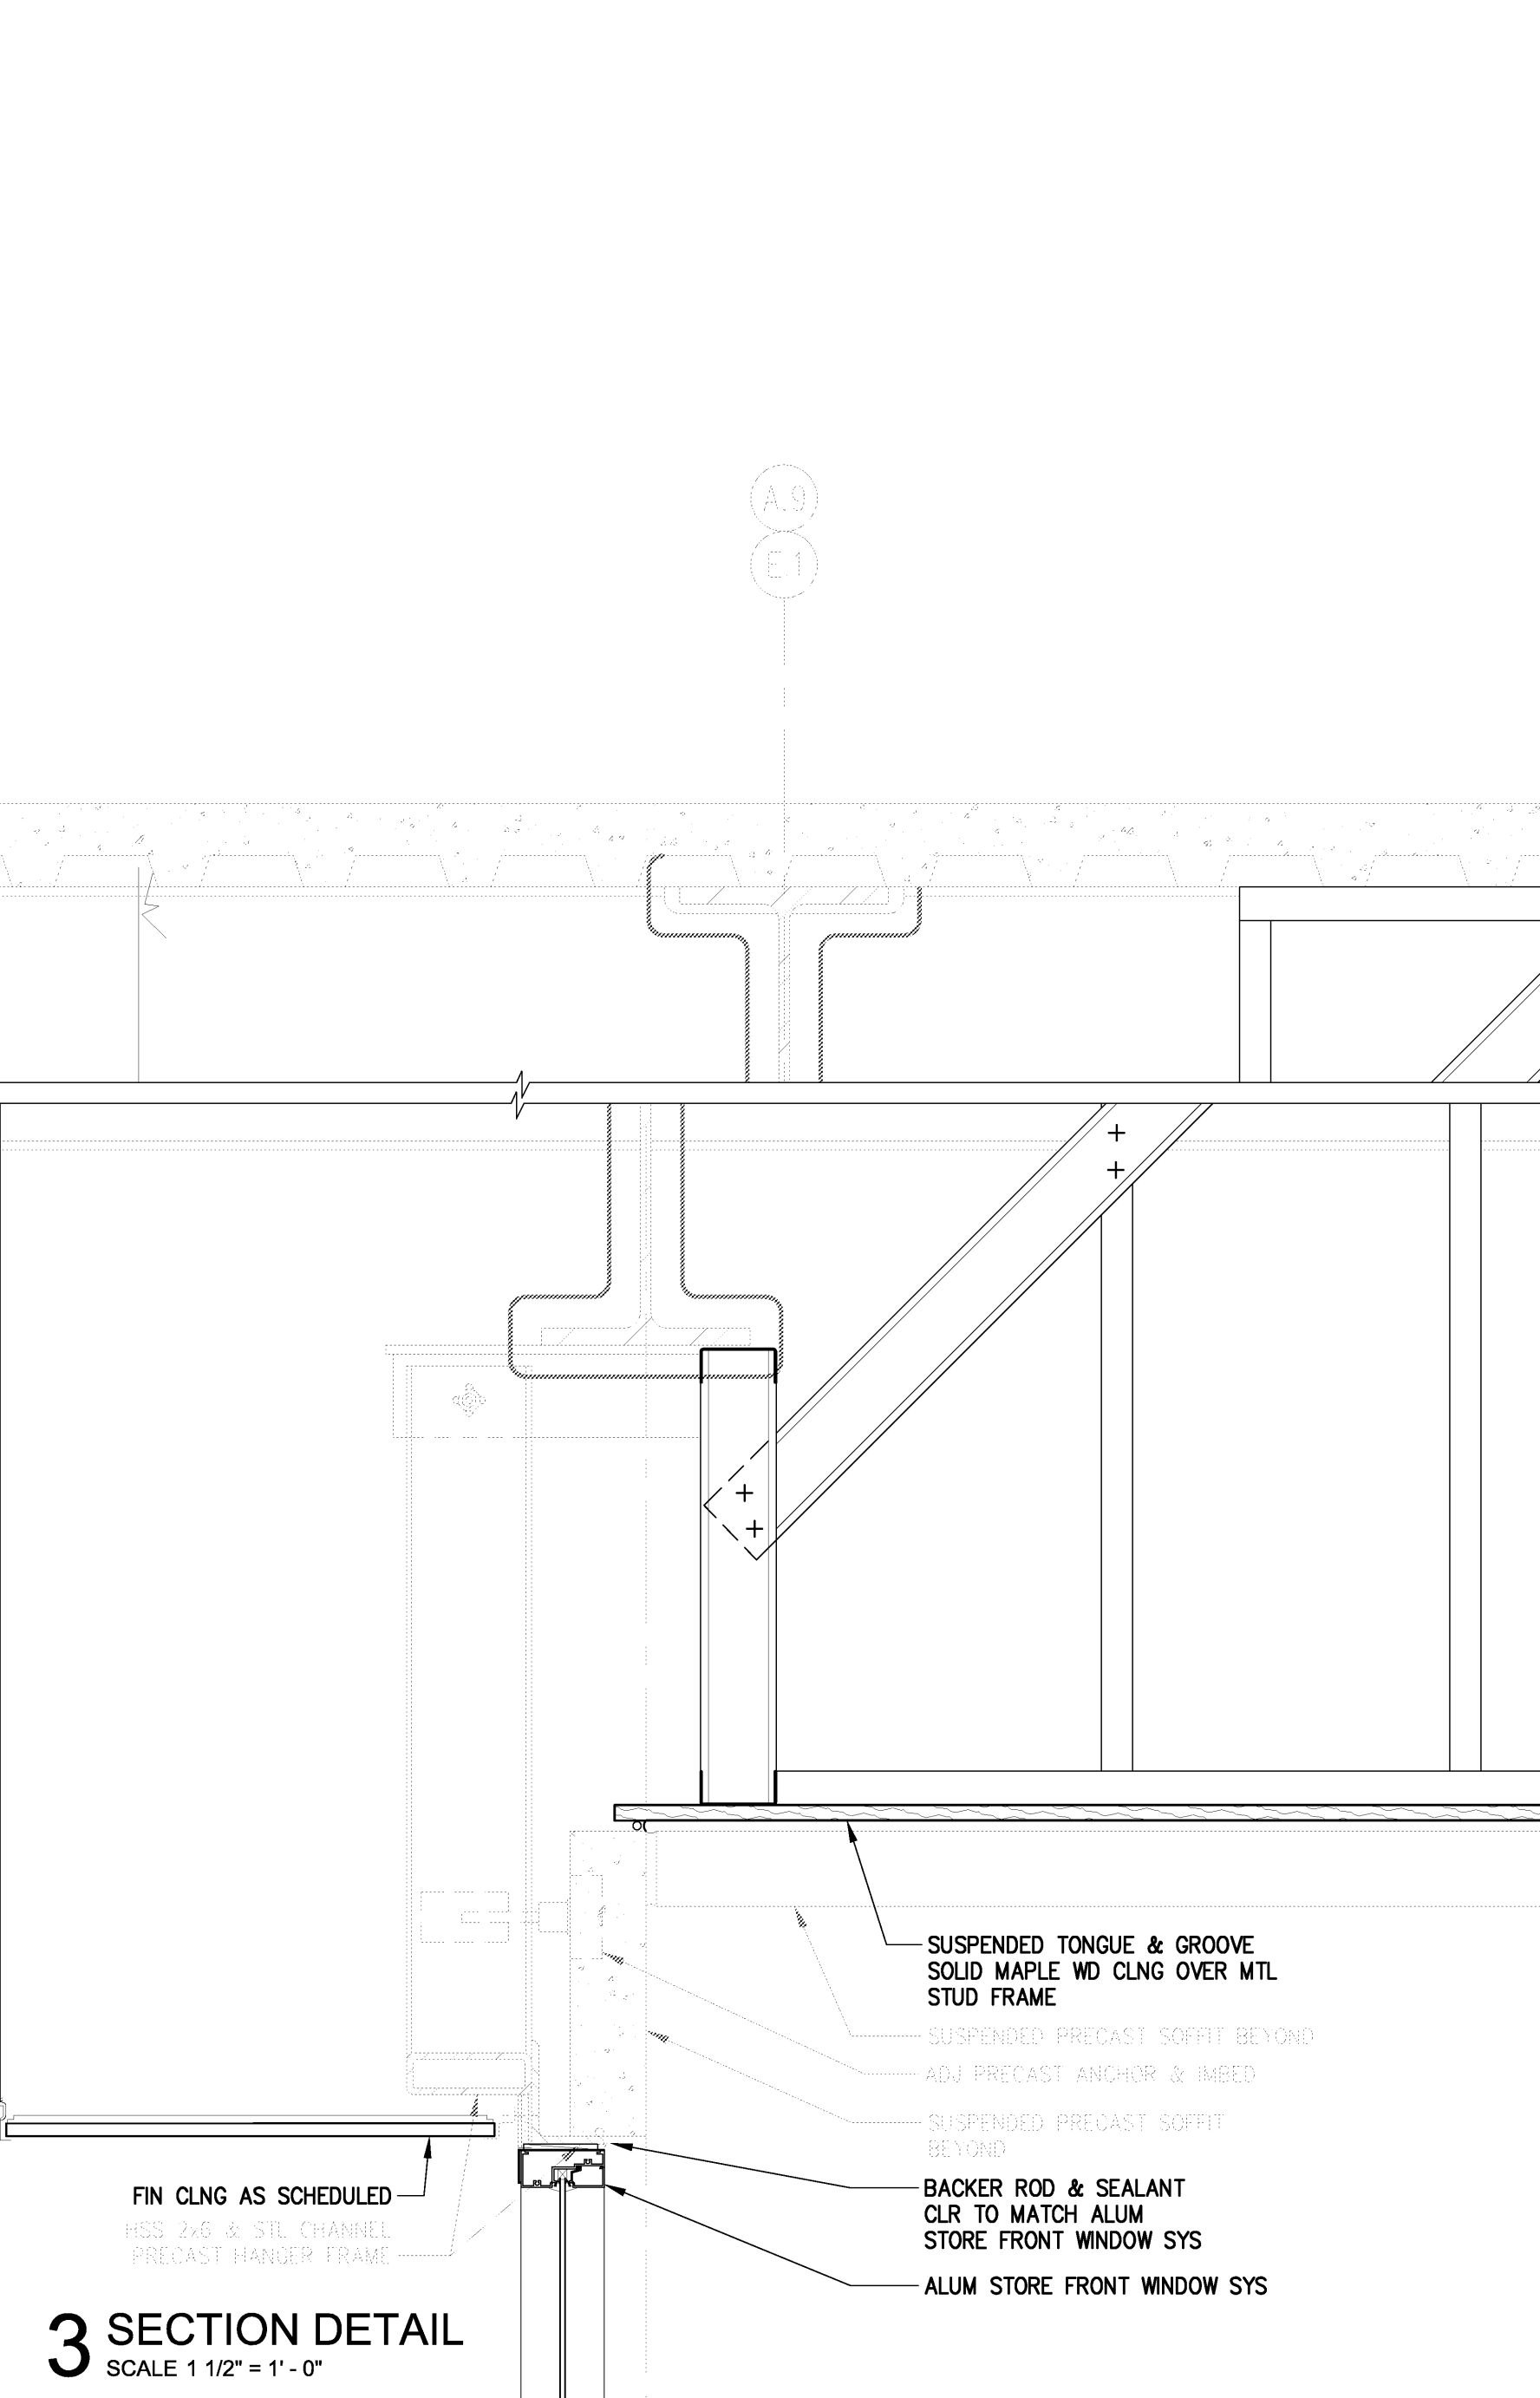 A.9
E.1
SUSPENDED TONGUE & GROOVE
SOLID MAPLE WD CLNG OVER MTL
STUD FRAME
SUSPENDED PRECAST SOFFIT BEYOND
ADJ PRECAST ANCHOR & IMBED
SUSPENDED PRECAST SOFFIT
BEYOND
BACKER ROD & SEALANT
CLR TO MATCH ALUM
STORE FRONT WINDOW SYS
ALUM STORE FRONT WINDOW SYS
FIN CLNG AS SCHEDULED
HSS 2x6 & STL CHANNEL
PRECAST HANGER FRAME
3 SECTION DETAIL
SCALE 1 1/2" = 1' - 0"